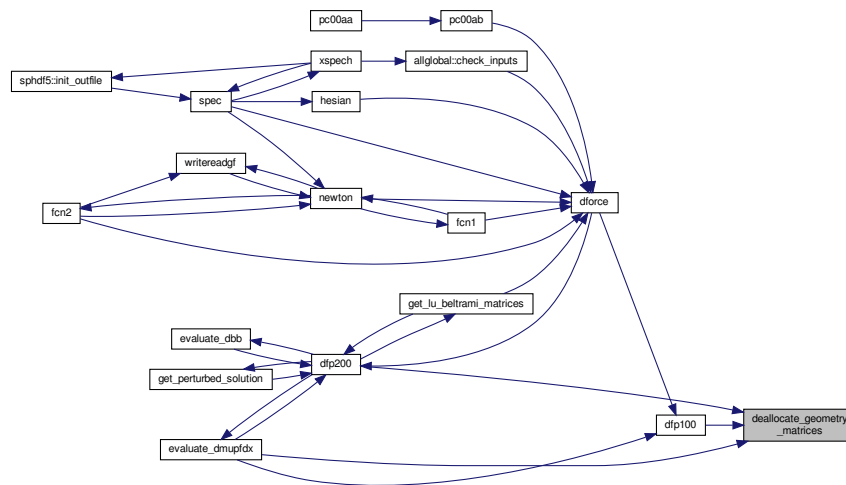 pc00aa
pc00ab
xspech
allglobal::check_inputs
sphdf5::init_outfile
spec
hesian
writereadgf
newton
dforce
fcn2
fcn1
get_lu_beltrami_matrices
evaluate_dbb
dfp200
get_perturbed_solution
deallocate_geometry
_matrices
dfp100
evaluate_dmupfdx